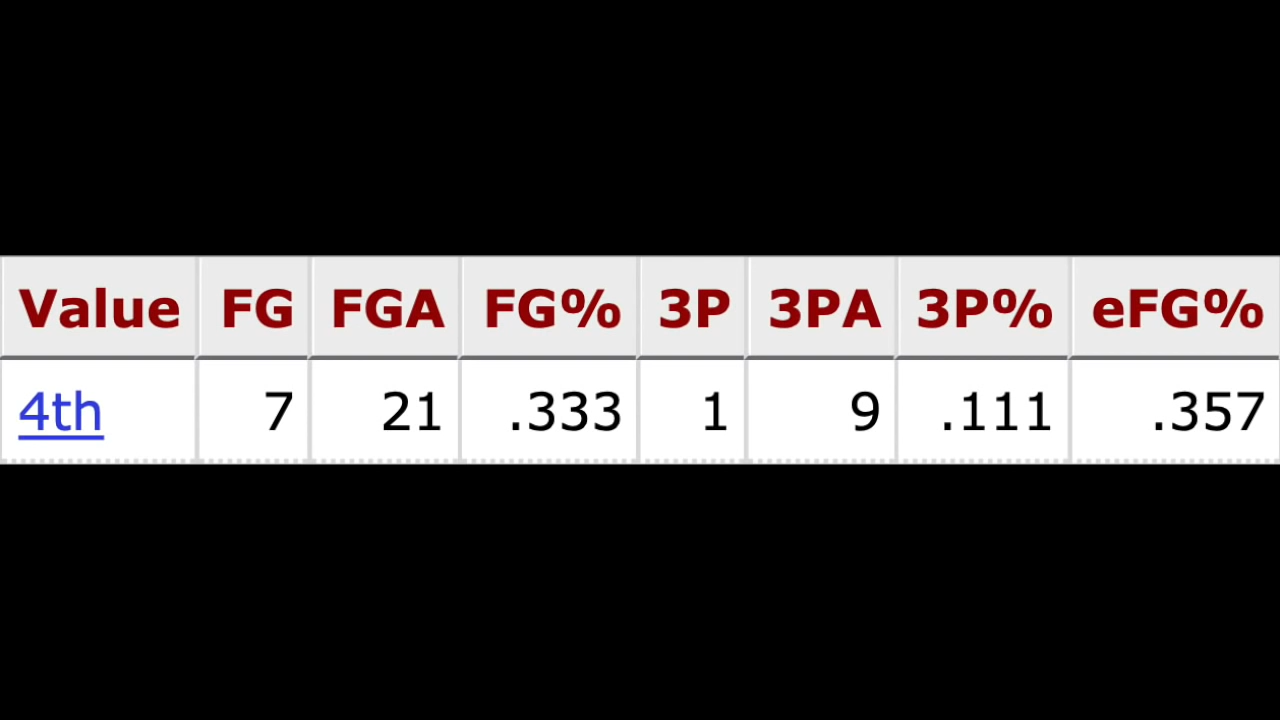 Value FG FGA FG% 3P 3PA 3P% eFG%
4th 7 21 .333 1 9 .111 .357